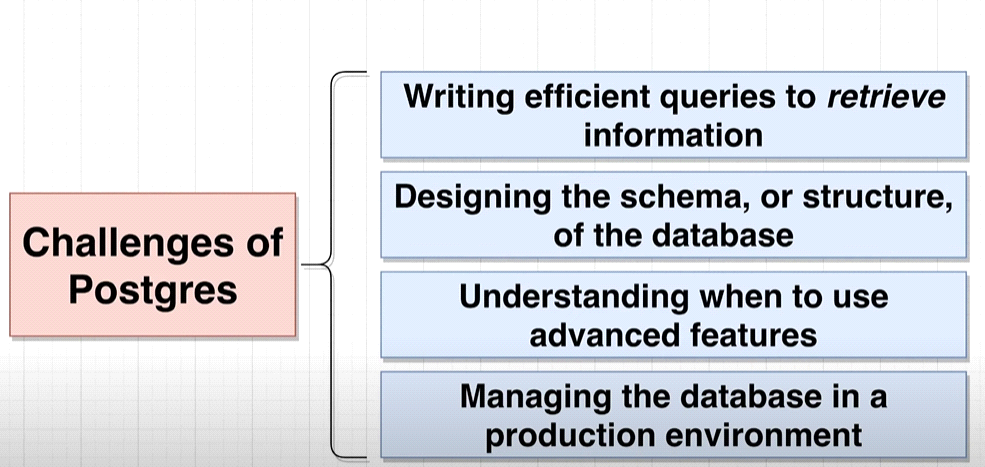 Challenges of
Postgres
Writing efficient queries to retrieve
information
Designing the schema, or structure,
of the database
Understanding when to use
advanced features
Managing the database in a
production environment